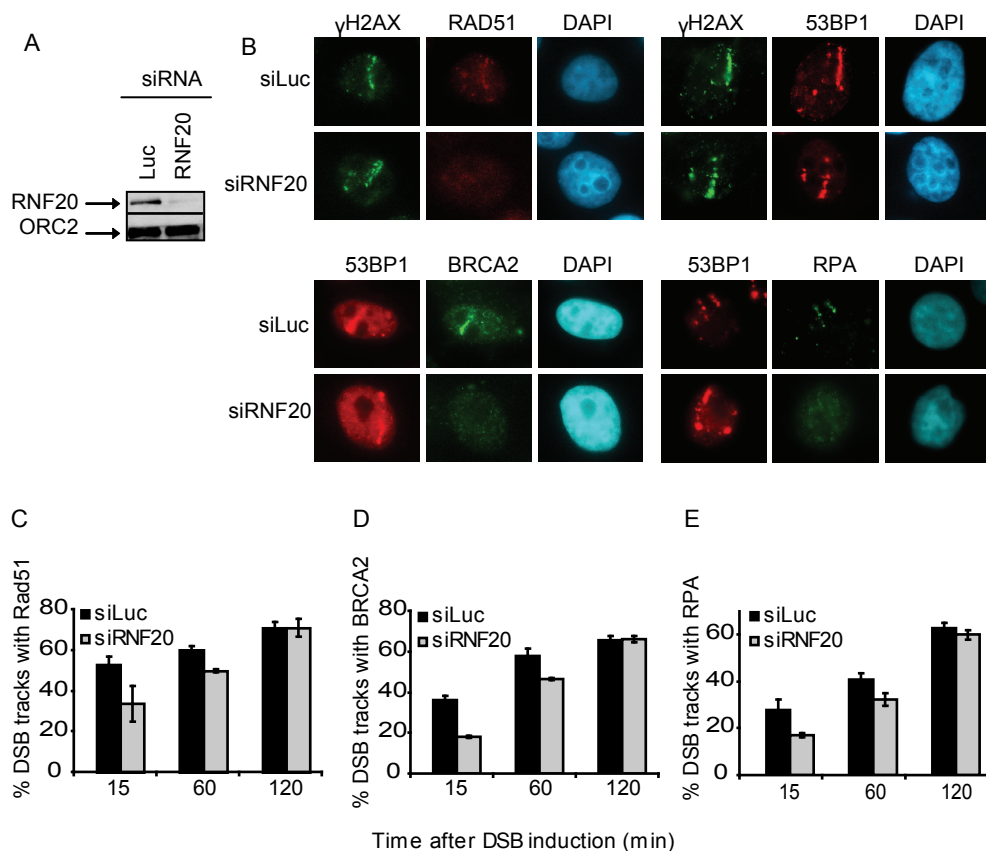 A
siRNA
Luc
RNF20
RNF20
ORC2
B
γH2AX RAD51 DAPI γH2AX 53BP1 DAPI
siLuc
siRNF20
53BP1 BRCA2 DAPI 53BP1 RPA DAPI
siLuc
siRNF20
C
% DSB tracks with Rad51
80
60
40
20
0
siLuc
siRNF20
15 60 120
D
% DSB tracks with BRCA2
80
60
40
20
0
siLuc
siRNF20
15 60 120
E
% DSB tracks with RPA
60
40
20
0
siLuc
siRNF20
15 60 120
Time after DSB induction (min)